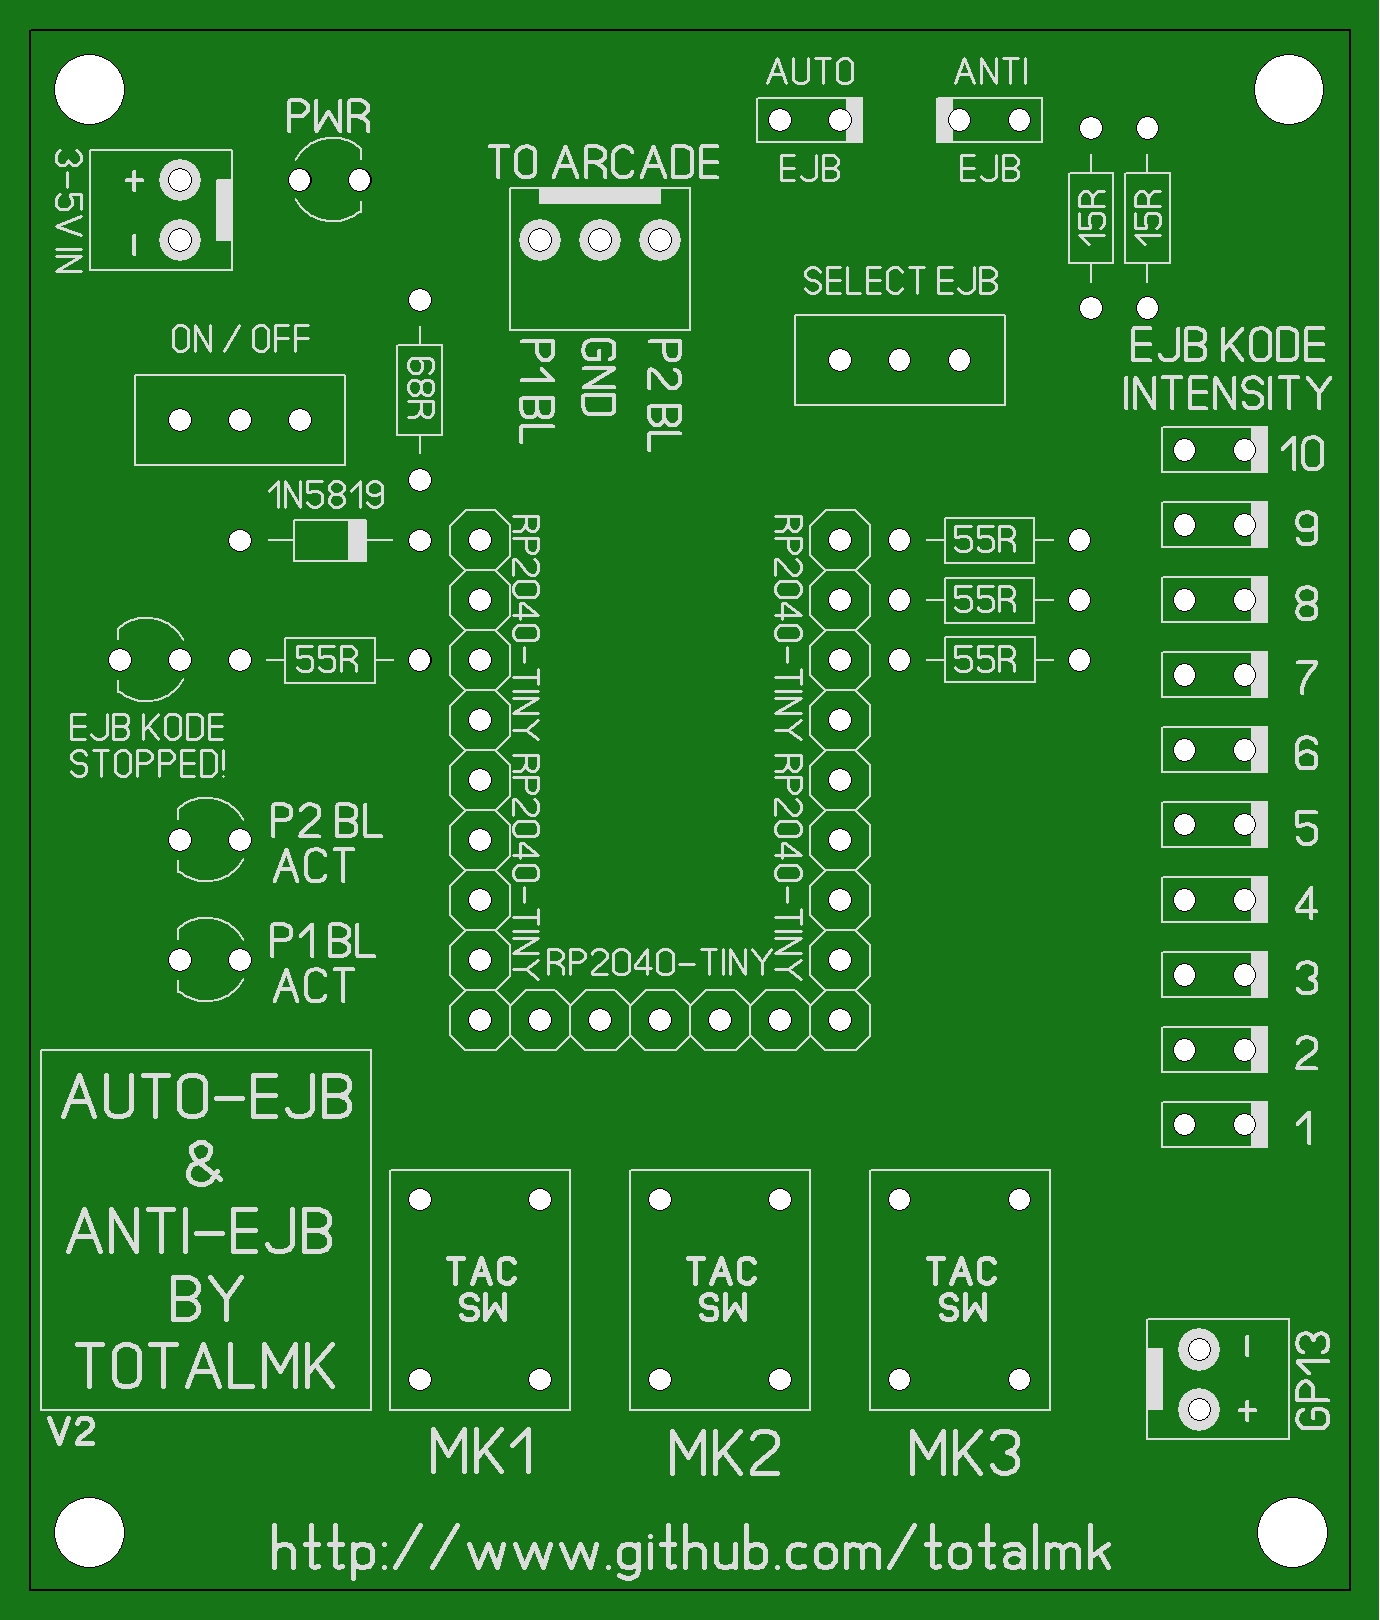 AUTO
ANTI
PWR
EJB
EJB
TO ARCADE
3-5V IN
+
-
15R
15R
SELECT EJB
ON / OFF
68R
P1 BL
GND
P2 BL
EJB KODE
INTENSITY
10
1N5819
RP2040-TINY RP2040-TINY
RP2040-TINY RP2040-TINY
55R
9
55R
8
55R
55R
7
EJB KODE
STOPPED!
6
P2 BL
ACT
5
4
P1 BL
ACT
RP2040-TINY
3
2
1
AUTO-EJB
&
ANTI-EJB
BY
TOTALMK
V2
TAC
SW
TAC
SW
TAC
SW
-
+
GP13
MK1
MK2
MK3
http://www.github.com/totalmk